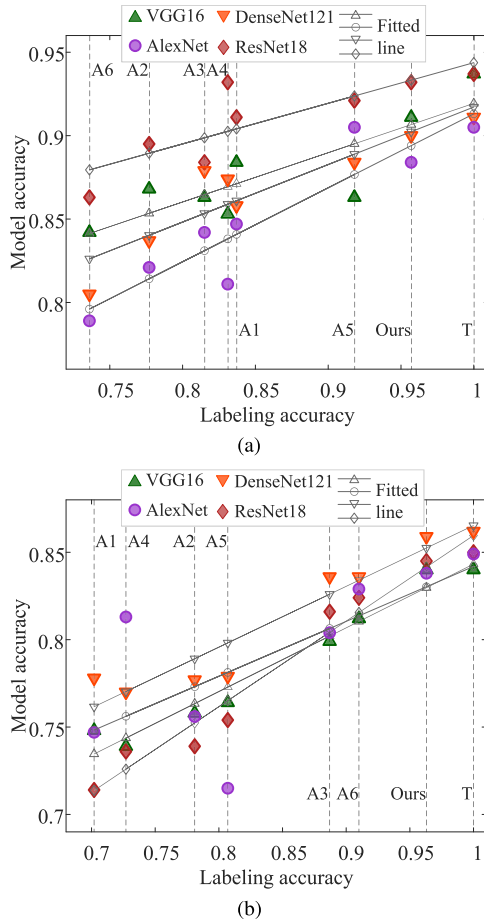 VGG16 DenseNet121 Fitted
AlexNet ResNet18 line
0.95
A6 A2 A3 A4
0.9
Model accuracy
0.85
0.8
A1 A5 Ours T
0.75 0.8 0.85 0.9 0.95 1
Labeling accuracy
(a)
VGG16 DenseNet121 Fitted
AlexNet ResNet18 line
A1 A4 A2 A5
0.85
0.8
Model accuracy
0.75
A3 A6 Ours T
0.7
0.7 0.75 0.8 0.85 0.9 0.95 1
Labeling accuracy
(b)